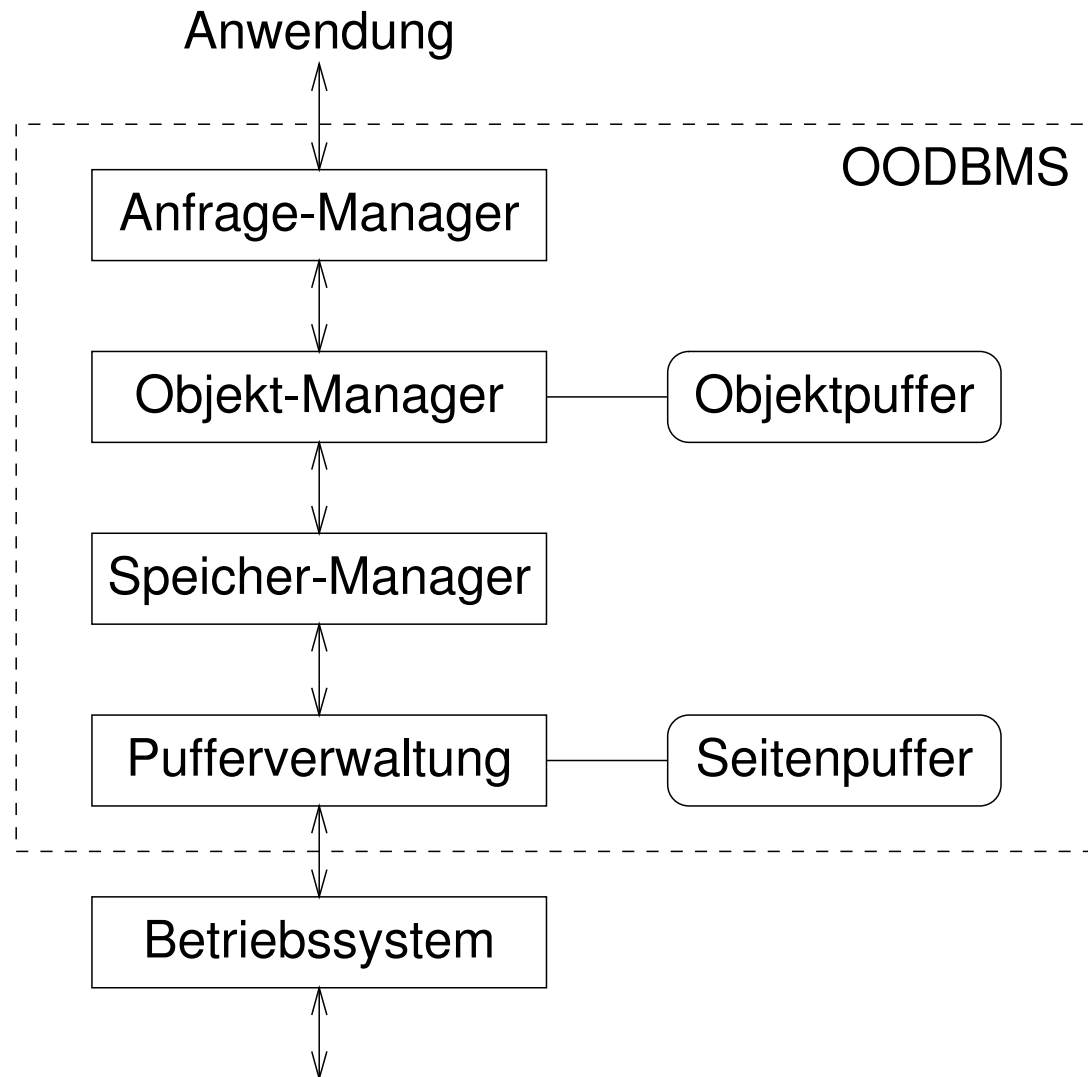 Anwendung
OODBMS
Anfrage-Manager
Objekt-Manager
Objektpuffer
Speicher-Manager
Pufferverwaltung
Seitenpuffer
Betriebssystem